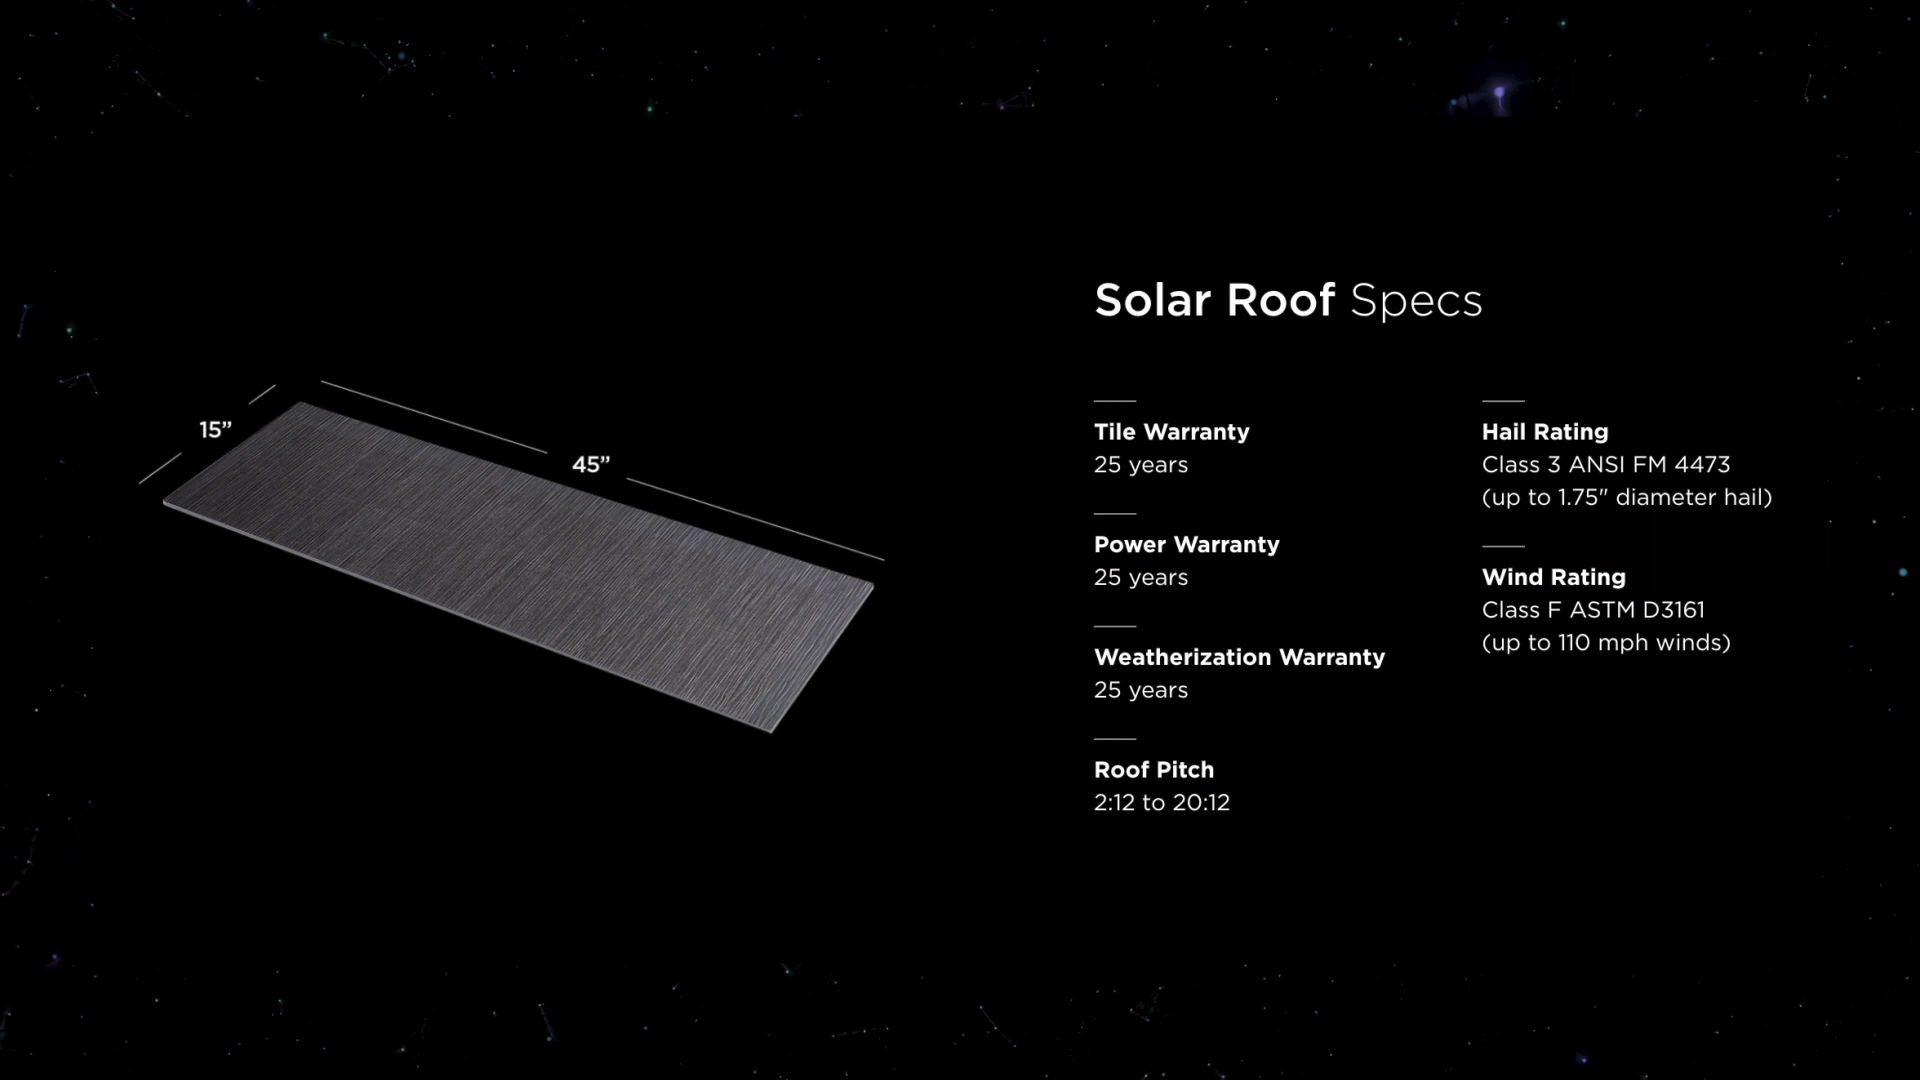 Solar Roof Specs
15”
45”
Tile Warranty
25 years
Power Warranty
25 years
Weatherization Warranty
25 years
Roof Pitch
2:12 to 20:12
Hail Rating
Class 3 ANSI FM 4473
(up to 1.75" diameter hail)
Wind Rating
Class F ASTM D3161
(up to 110 mph winds)